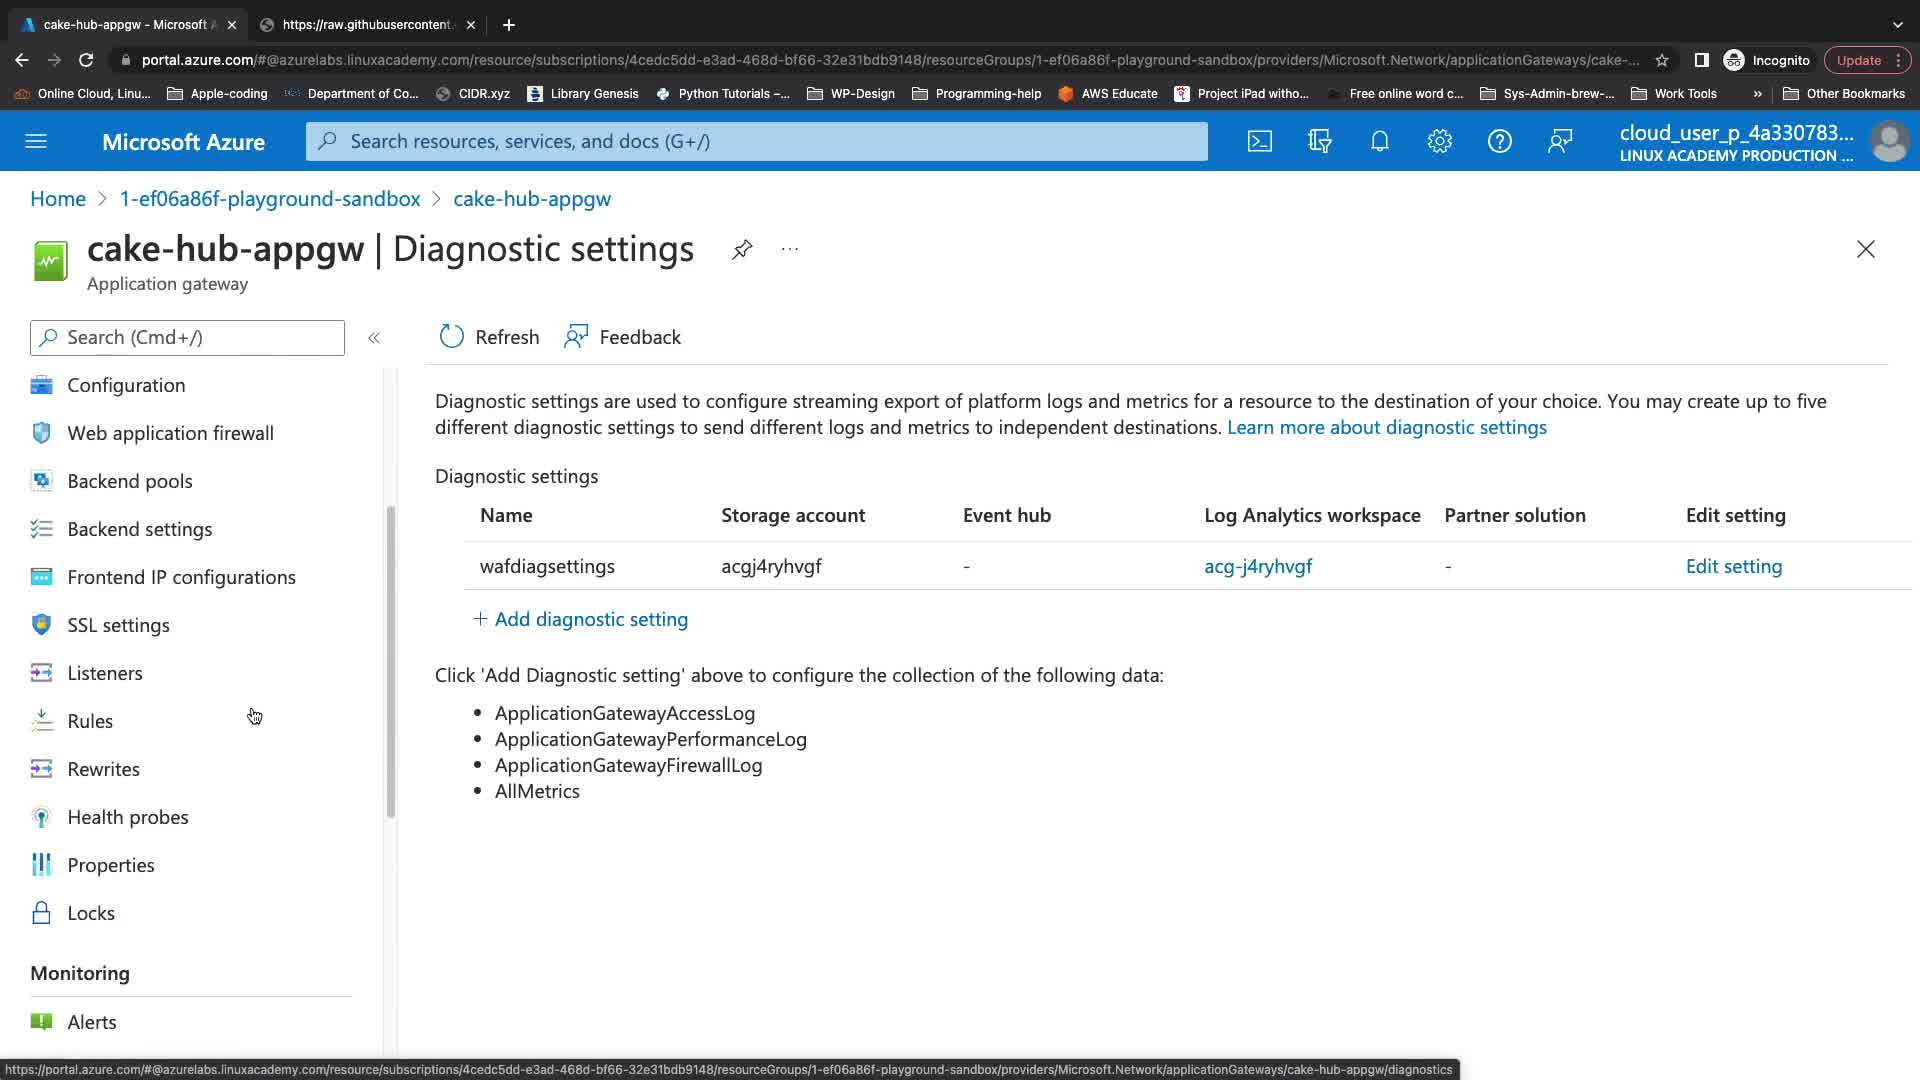 cake-hub-appgw - Microsoft A
https://raw.githubusercontent.
portal.azure.com/#@azurelabs.linuxacademy.com/resource/subscriptions/4cedc5dd-e3ad-468d-bf66-32e31bdb9148/resourceGroups/1-ef06a86f-playground-sandbox/providers/Microsoft.Network/applicationGateways/cake-...
Incognito
Update
Online Cloud, Linu...
Apple-coding
Department of Co...
CIDR.xyz
Library Genesis
Python Tutorials –...
WP-Design
Programming-help
AWS Educate
Project iPad witho...
Free online word c...
Sys-Admin-brew-...
Work Tools
»
Other Bookmarks
Microsoft Azure
Search resources, services, and docs (G+/)
cloud_user_p_4a330783...
LINUX ACADEMY PRODUCTION ...
Home > 1-ef06a86f-playground-sandbox > cake-hub-appgw
cake-hub-appgw | Diagnostic settings
...
Application gateway
Search (Cmd+/)
«
Refresh
Feedback
Configuration
Web application firewall
Backend pools
Backend settings
Frontend IP configurations
SSL settings
Listeners
Rules
Rewrites
Health probes
Properties
Locks
Monitoring
Alerts
Diagnostic settings are used to configure streaming export of platform logs and metrics for a resource to the destination of your choice. You may create up to five
different diagnostic settings to send different logs and metrics to independent destinations. Learn more about diagnostic settings
Diagnostic settings
Name Storage account Event hub Log Analytics workspace Partner solution Edit setting
wafdiagsettings acgj4ryhvgf - acg-j4ryhvgf - Edit setting
+ Add diagnostic setting
Click 'Add Diagnostic setting' above to configure the collection of the following data:
• ApplicationGatewayAccessLog
• ApplicationGatewayPerformanceLog
• ApplicationGatewayFirewallLog
• AllMetrics
https://portal.azure.com/#@azurelabs.linuxacademy.com/resource/subscriptions/4cedc5dd-e3ad-468d-bf66-32e31bdb9148/resourceGroups/1-ef06a86f-playground-sandbox/providers/Microsoft.Network/applicationGateways/cake-hub-appgw/diagnostics